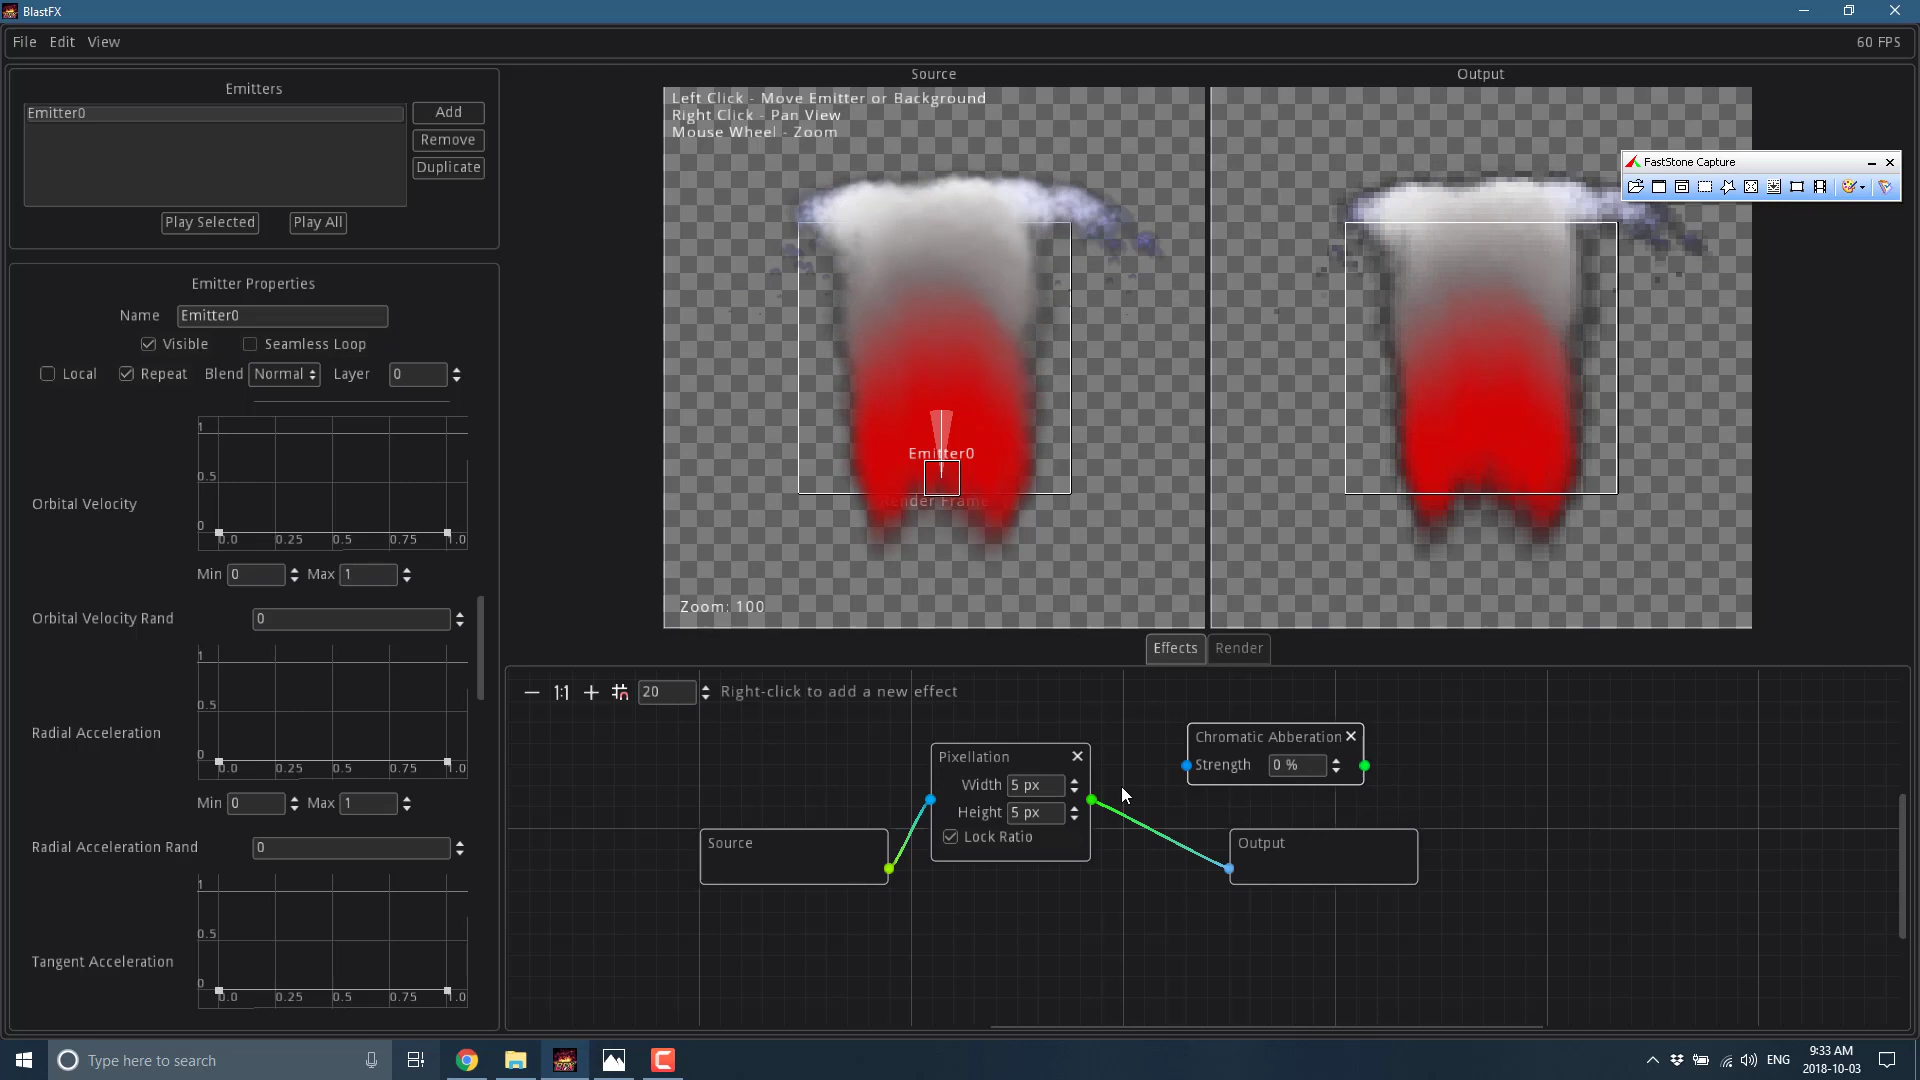 BlastFX
File Edit View
60 FPS
Emitters
Emitter0
Add
Remove
Duplicate
Play Selected Play All
Emitter Properties
Name Emitter0
Visible Seamless Loop
Local Repeat Blend Normal Layer 0
1
0.5
Orbital Velocity
0
0.0 0.25 0.5 0.75 1.0
Min 0 Max 1
Orbital Velocity Rand 0
1
0.5
Radial Acceleration
0
0.0 0.25 0.5 0.75 1.0
Min 0 Max 1
Radial Acceleration Rand 0
1
0.5
Tangent Acceleration
0
0.0 0.25 0.5 0.75 1.0
Source
Left Click - Move Emitter or Background
Right Click - Pan View
Mouse Wheel - Zoom
Emitter0
Render Frame
Zoom: 100
Output
FastStone Capture
Effects Render
1:1 20 Right-click to add a new effect
Source
Pixellation
Width 5 px
Height 5 px
Lock Ratio
Chromatic Abberation
Strength 0 %
Output
Type here to search
ENG
9:33 AM
2018-10-03